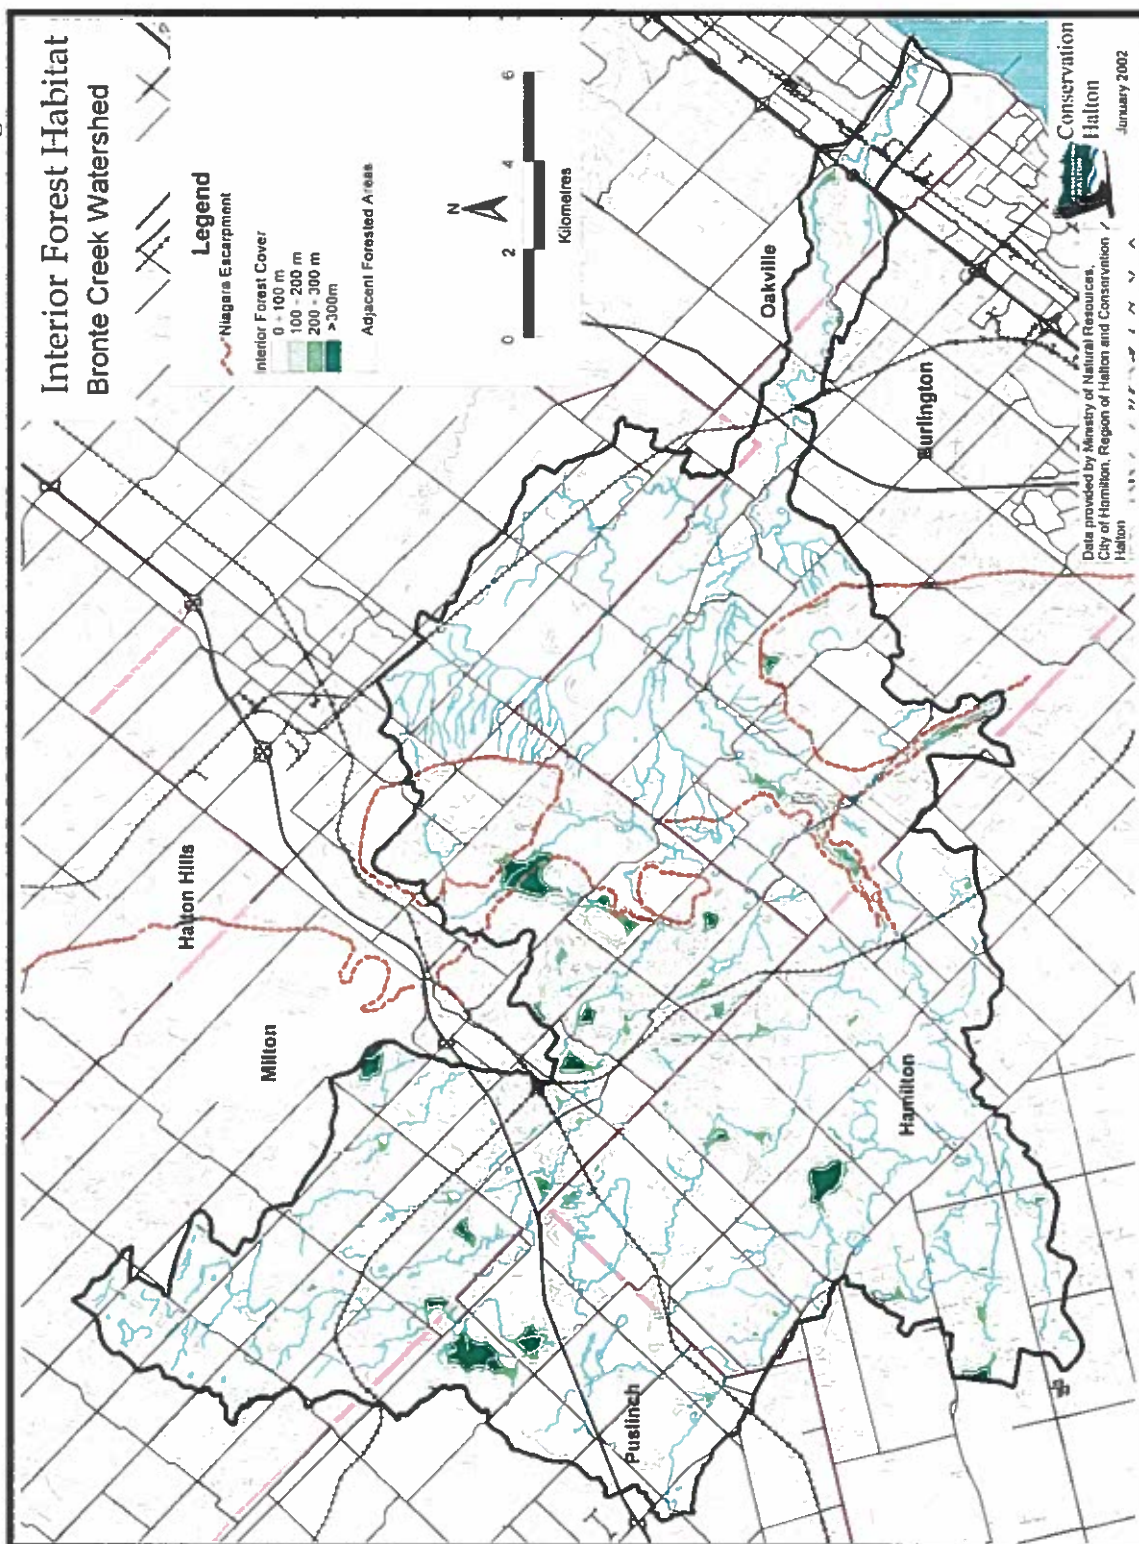 Interior Forest Habitat
Bronte Creek Watershed
Legend
Niagara Escarpment
Interior Forest Cover
0 - 100 m
100 - 200 m
200 - 300 m
>300m
Adjacent Forested Areas
N
0 2 4 6
Kilometres
Halton Hills
Milton
Oakville
Burlington
Hamilton
Puslinch
Data provided by Ministry of Natural Resources,
City of Hamilton, Region of Halton and Conservation
Halton
Conservation
Halton
January 2002